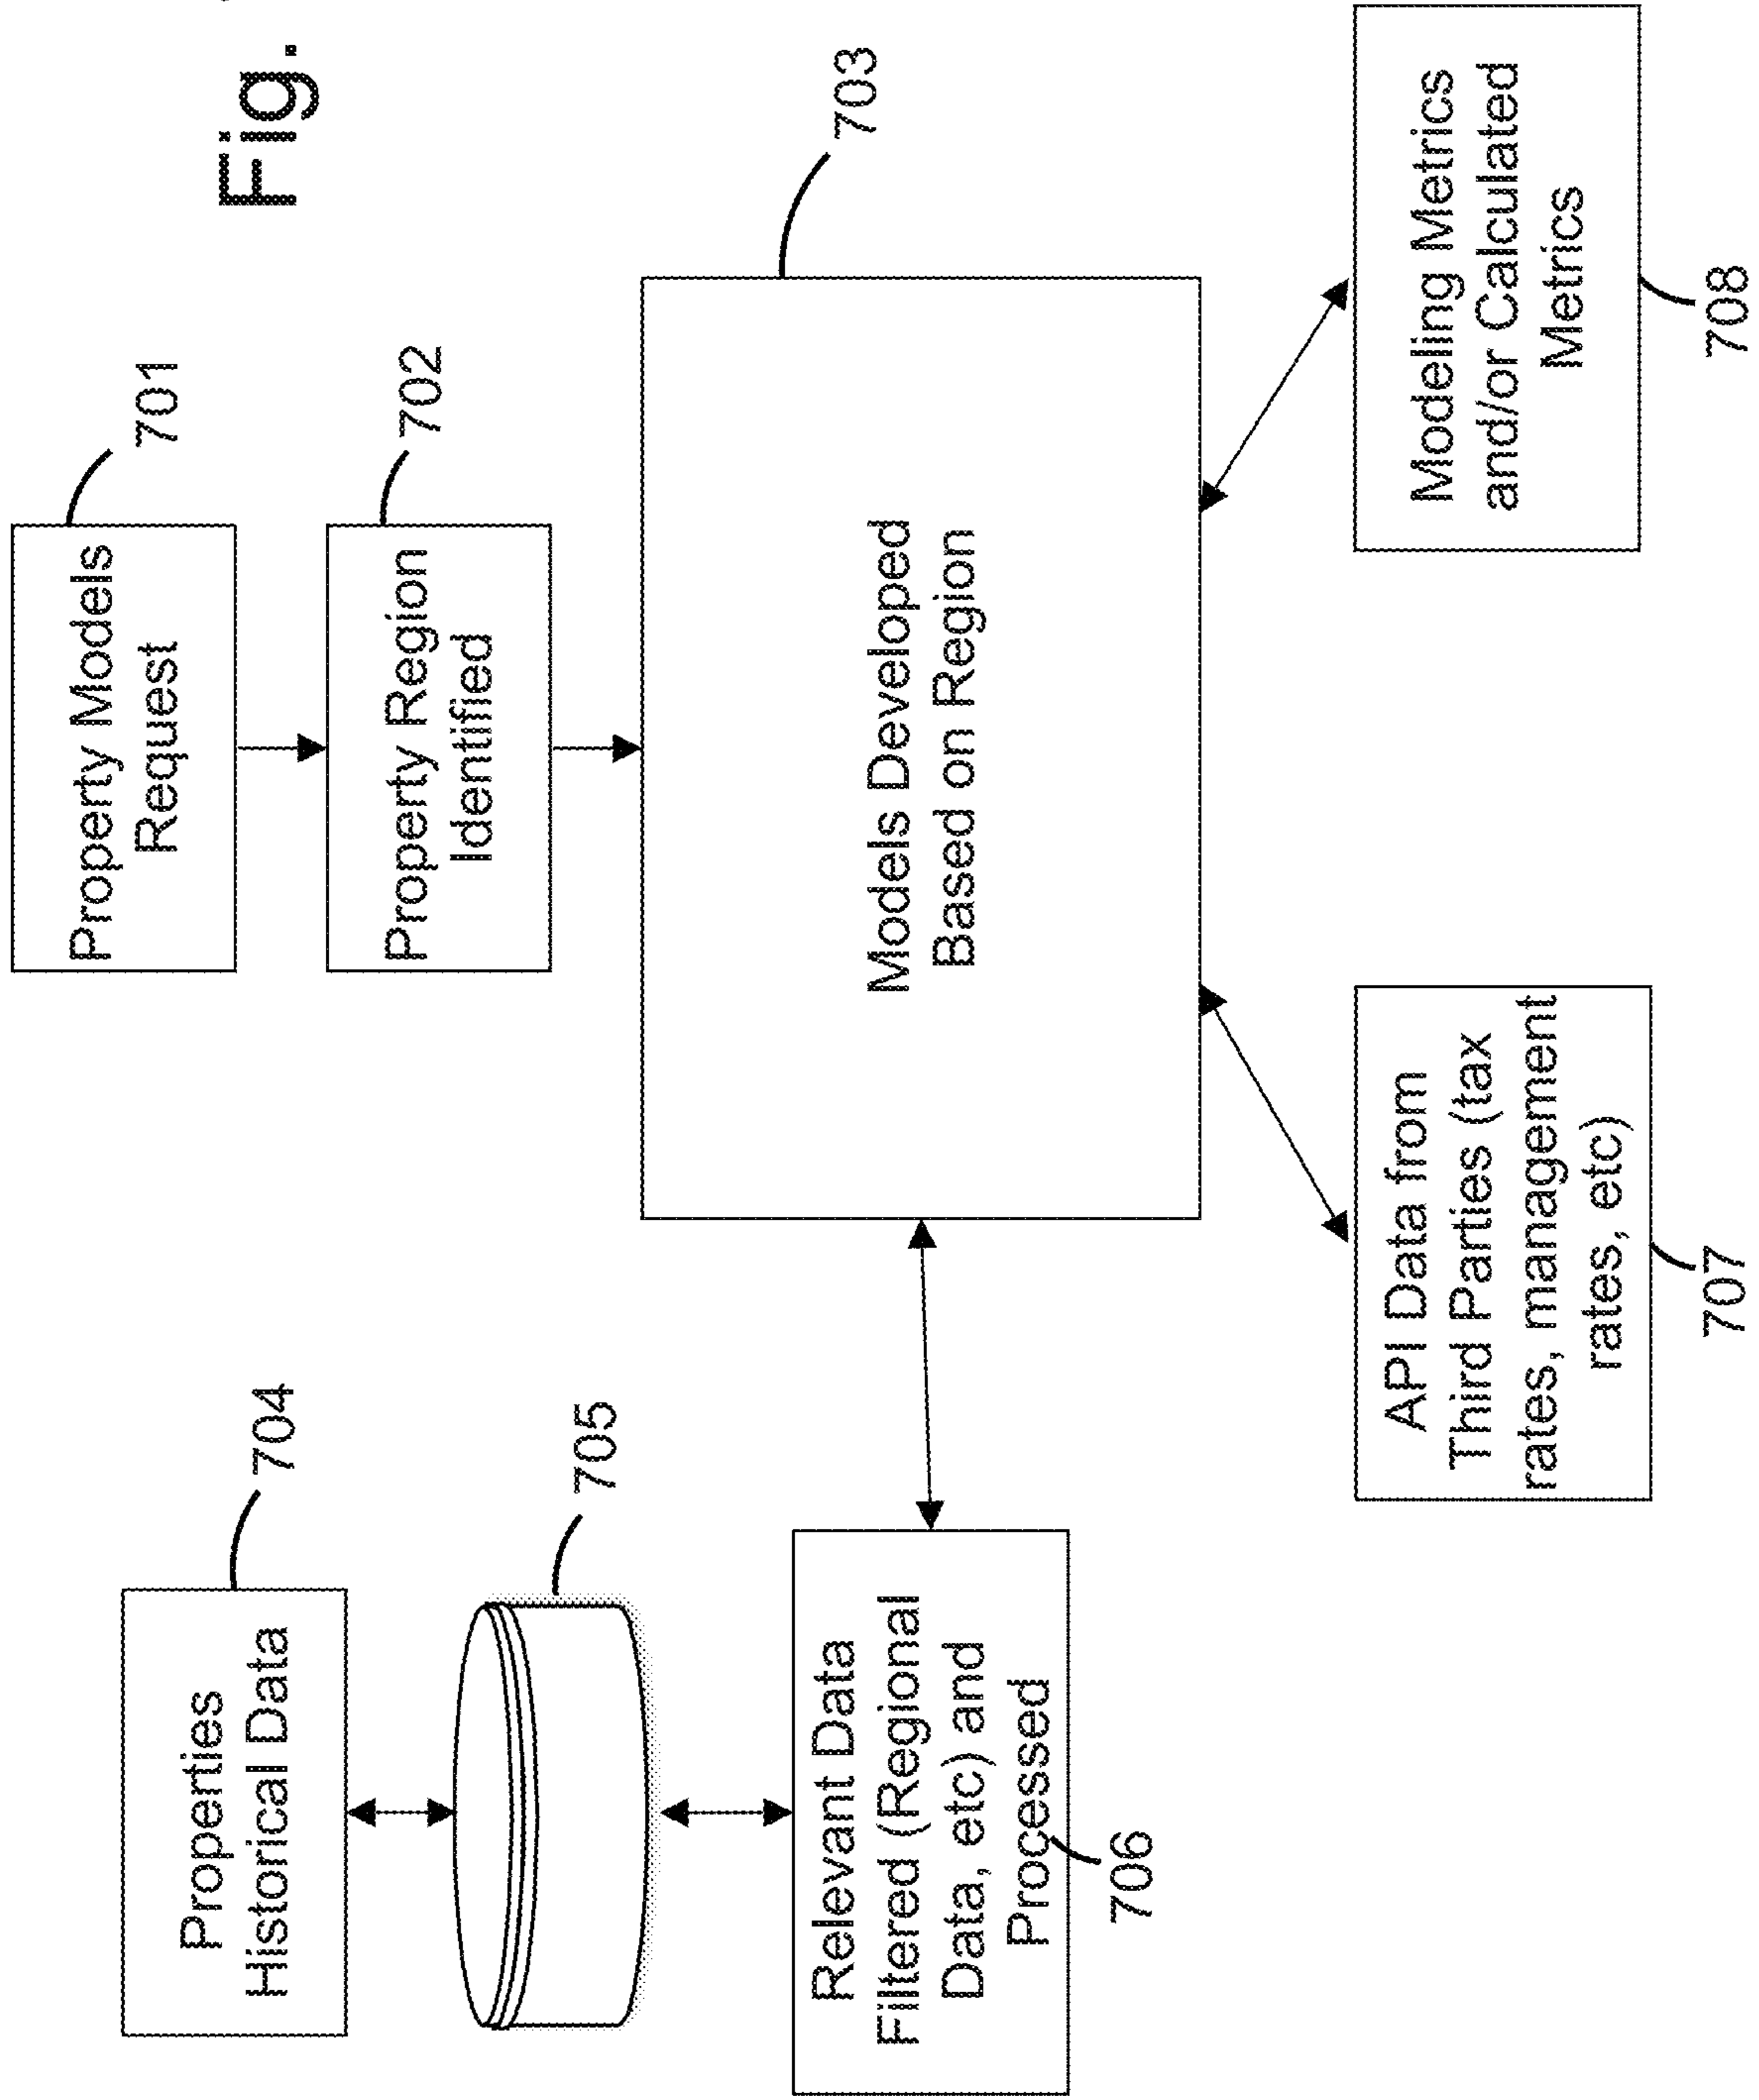 Fig.
701
Property Models
Request
702
Property Region
Identified
703
Models Developed
Based on Region
704
Properties
Historical Data
705
Relevant Data
Filtered (Regional
Data, etc) and
Processed
706
API Data from
Third Parties (tax
rates, management
rates, etc)
707
Modeling Metrics
and/or Calculated
Metrics
708